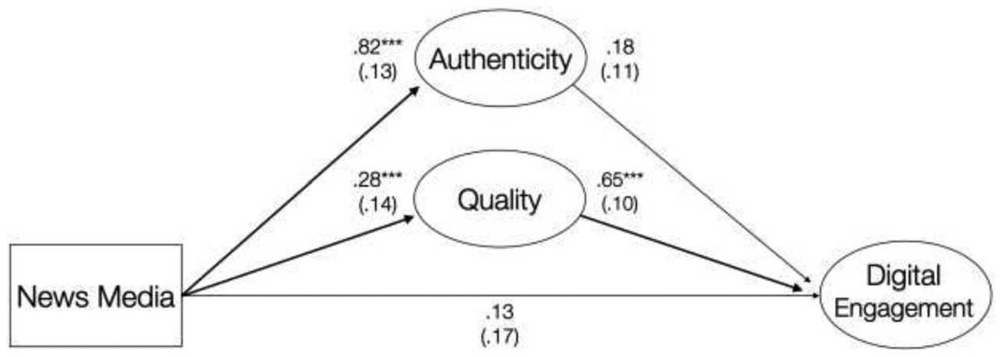 .82***
(.13)
Authenticity
.18
(.11)
.28***
(.14)
Quality
.65***
(.10)
News Media
Digital
Engagement
.13
(.17)